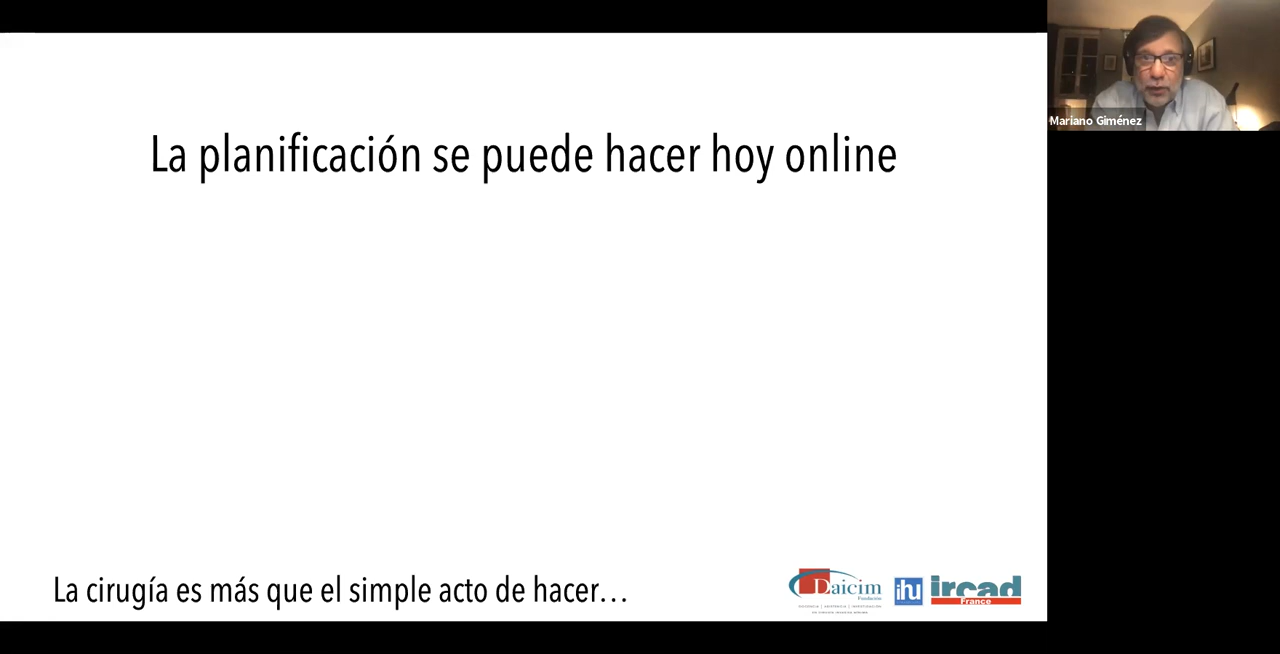 La planificación se puede hacer hoy online
Mariano Giménez
La cirugía es más que el simple acto de hacer...
Daicim
Fundación
ihu
ircad
France